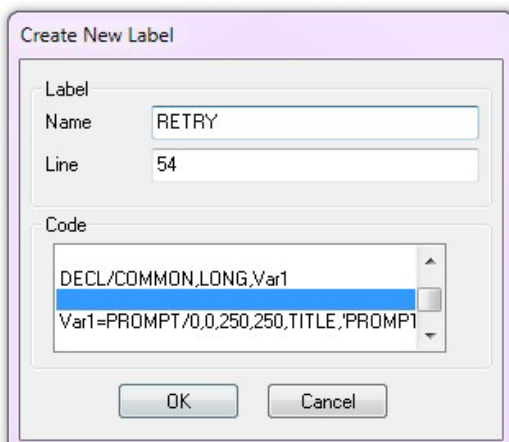 Create New Label
Label
Name RETRY
Line 54
Code
DECL/COMMON,LONG,Var1
Var1=PROMPT/0,0,250,250,TITLE,'PROMPT
OK Cancel